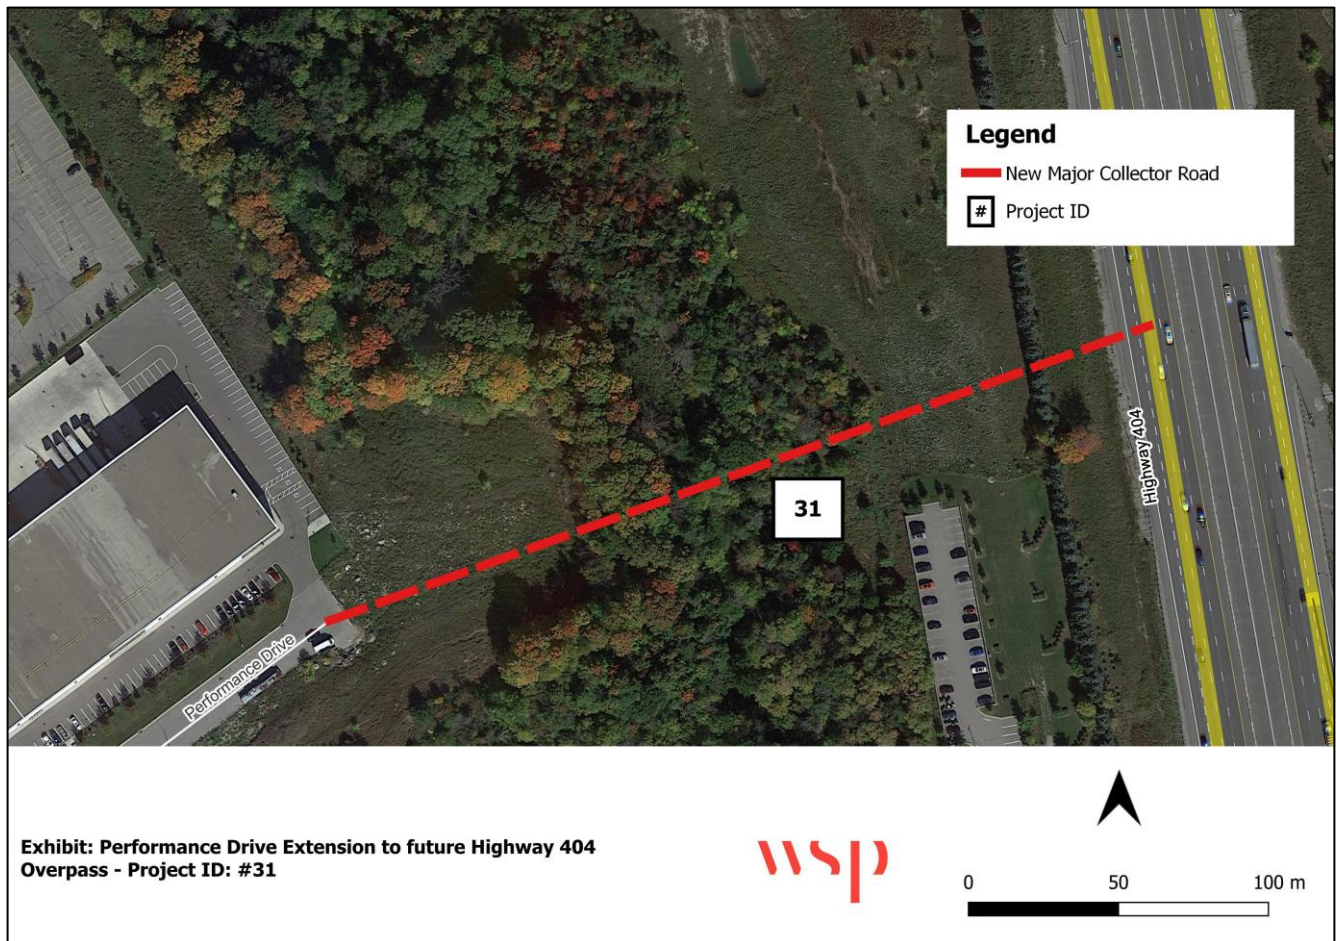 Legend
New Major Collector Road
# Project ID
Highway 404
31
Performance Drive
Exhibit: Performance Drive Extension to future Highway 404
Overpass - Project ID: #31
wsp
0 50 100 m